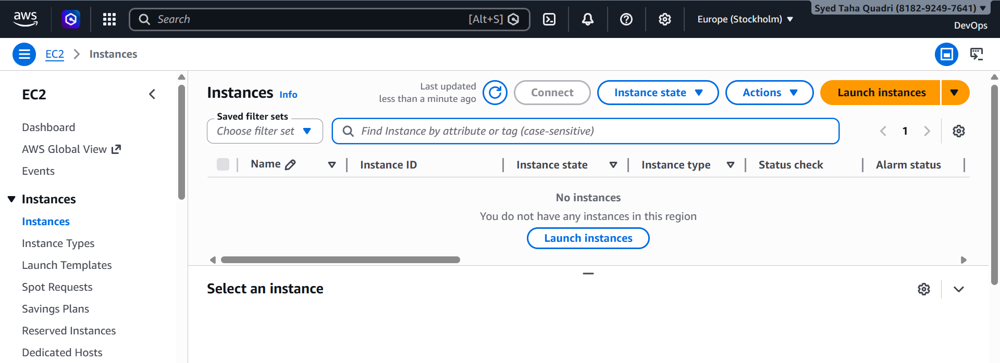 aws
Search
[Alt+S]
Europe (Stockholm)
Syed Taha Quadri (8182-9249-7641)
DevOps
EC2
Instances
EC2
Dashboard
AWS Global View
Events
Instances
Instances
Instance Types
Launch Templates
Spot Requests
Savings Plans
Reserved Instances
Dedicated Hosts
Instances Info
Last updated
less than a minute ago
Connect
Instance state
Actions
Launch instances
Saved filter sets
Choose filter set
Find Instance by attribute or tag (case-sensitive)
1
Name
Instance ID
Instance state
Instance type
Status check
Alarm status
No instances
You do not have any instances in this region
Launch instances
Select an instance